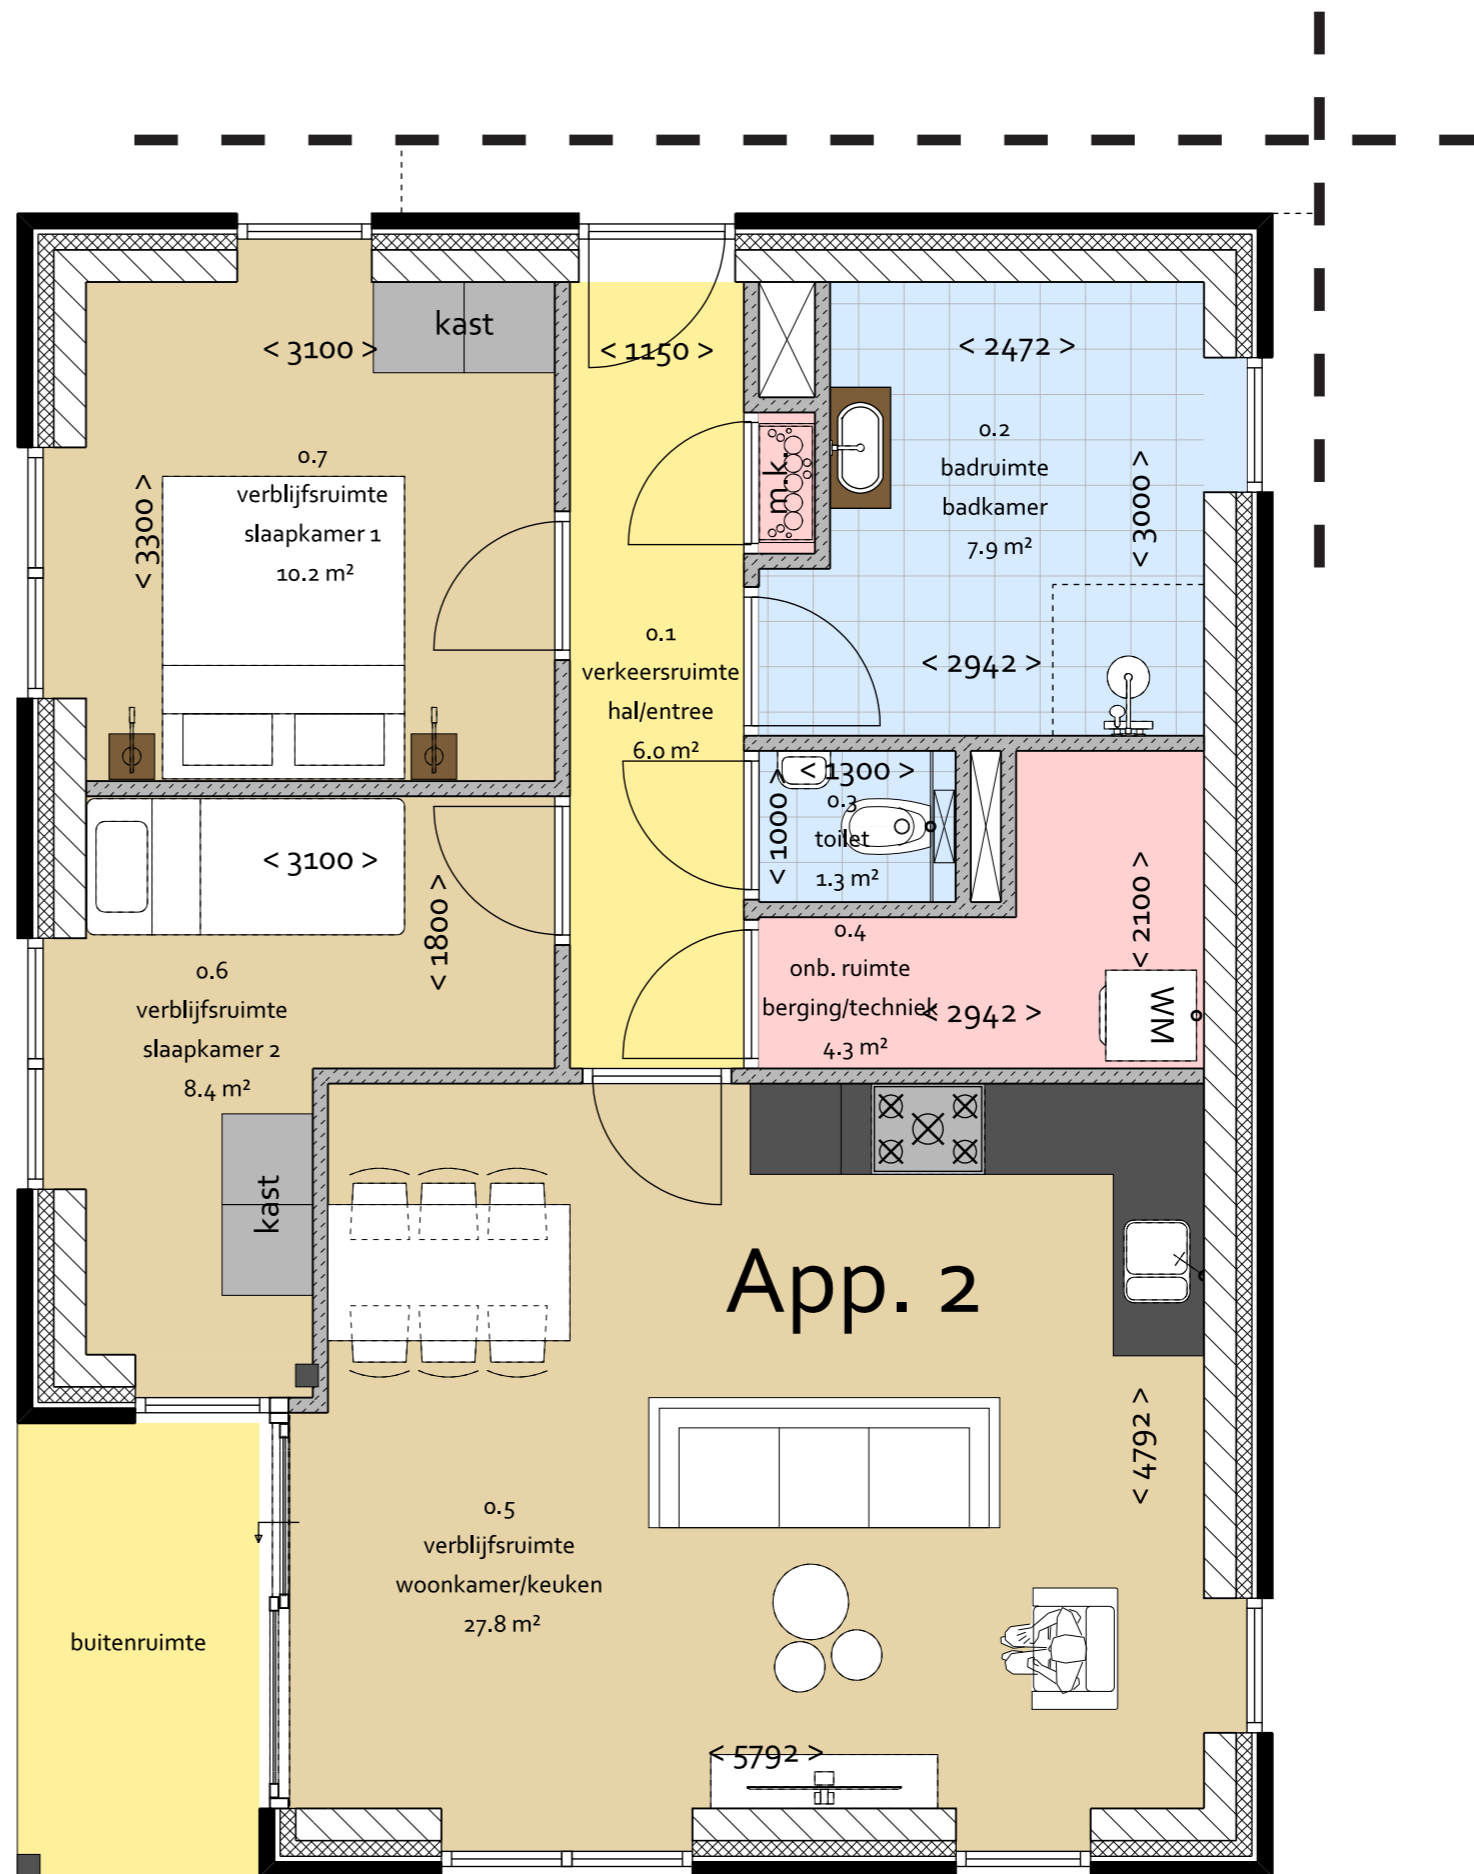 kast
< 3100 >
< 1150 >
< 2472 >
0.7
verblijfsruimte
slaapkamer 1
10.2 m²
< 3300 >
m.k.
0.2
badruimte
badkamer
7.9 m²
< 3000 >
0.1
verkeersruimte
hal/entree
6.0 m²
< 2942 >
< 1300 >
< 1000 >
0.3
toilet
1.3 m²
< 3100 >
< 1800 >
< 2100 >
0.4
onb. ruimte
berging/techniek
4.3 m²
< 2942 >
WM
0.6
verblijfsruimte
slaapkamer 2
8.4 m²
kast
App. 2
< 4792 >
0.5
verblijfsruimte
woonkamer/keuken
27.8 m²
buitenruimte
< 5792 >